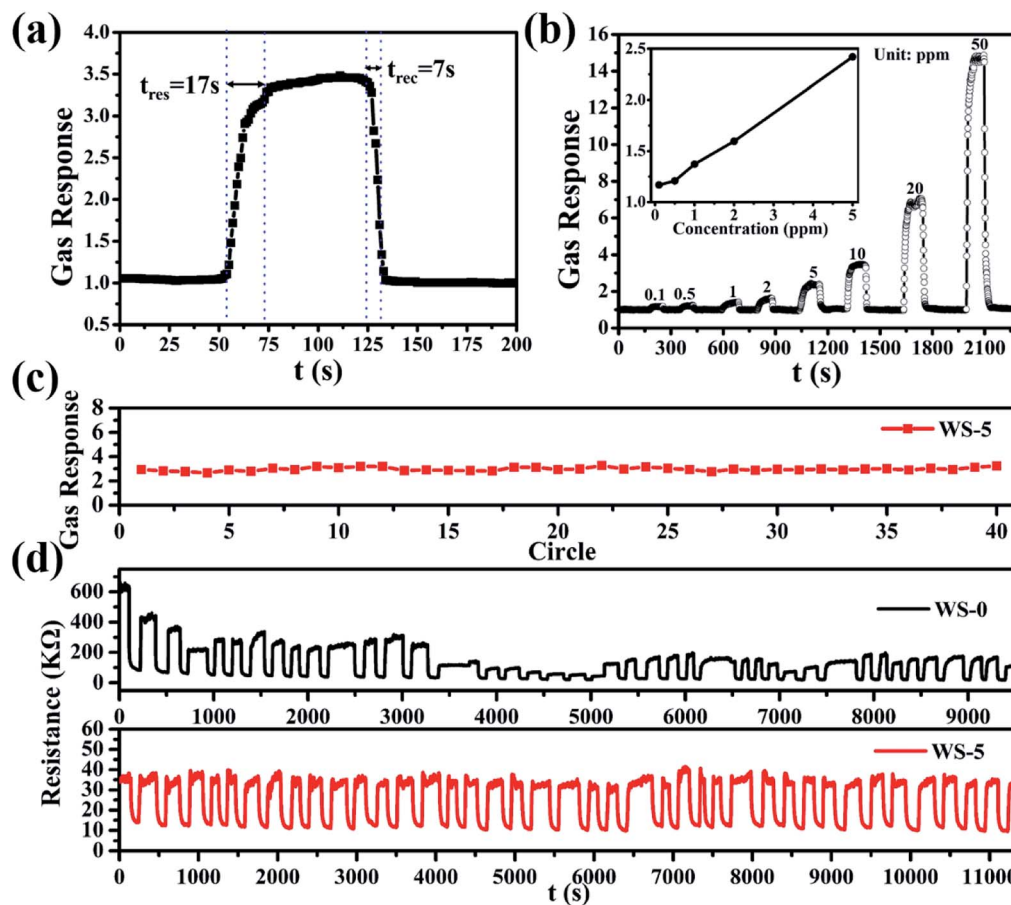 (a)
4.0
3.5
3.0
2.5
2.0
1.5
1.0
0.5
Gas Response
t_res=17s
t_rec=7s
0 25 50 75 100 125 150 175 200
t (s)
(b)
16
14
12
10
8
6
4
2
0
Gas Response
2.5
2.0
1.5
1.0
0 1 2 3 4 5
Concentration (ppm)
Unit: ppm
0.1 0.5 1 2 5 10 20 50
0 300 600 900 1200 1500 1800 2100
t (s)
(c)
8
6
4
2
0
Gas Response
WS-5
0 5 10 15 20 25 30 35 40
Circle
(d)
Resistance (KΩ)
600
400
200
0
WS-0
0 1000 2000 3000 4000 5000 6000 7000 8000 9000
60
50
40
30
20
10
0
WS-5
0 1000 2000 3000 4000 5000 6000 7000 8000 9000 10000 11000
t (s)